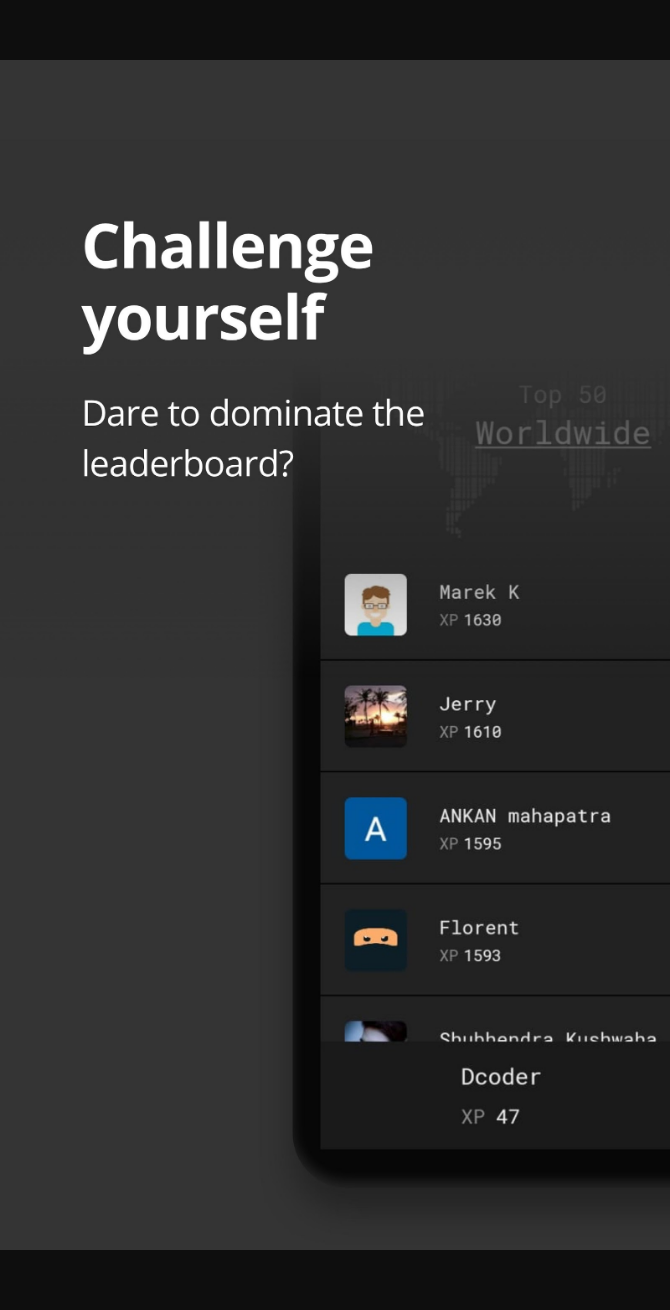 Challenge
yourself
Dare to dominate the
leaderboard?
Top 50
Worldwide
Marek K
XP 1630
Jerry
XP 1610
A
ANKAN mahapatra
XP 1595
Florent
XP 1593
Shubhendra Kushwaha
Dcoder
XP 47